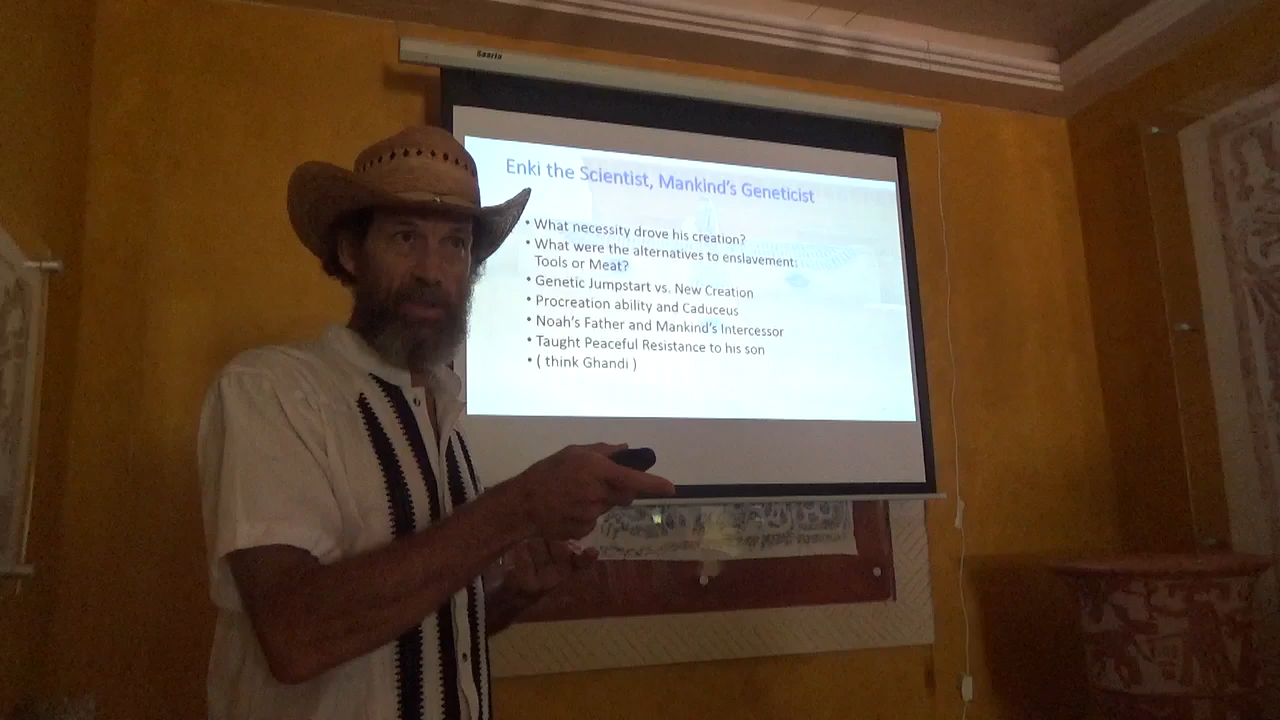 Enki the Scientist, Mankind's Geneticist
• What necessity drove his creation?
• What were the alternatives to enslavement:
Tools or Meat?
• Genetic Jumpstart vs. New Creation
• Procreation ability and Caduceus
• Noah's Father and Mankind's Intercessor
• Taught Peaceful Resistance to his son
• ( think Ghandi )